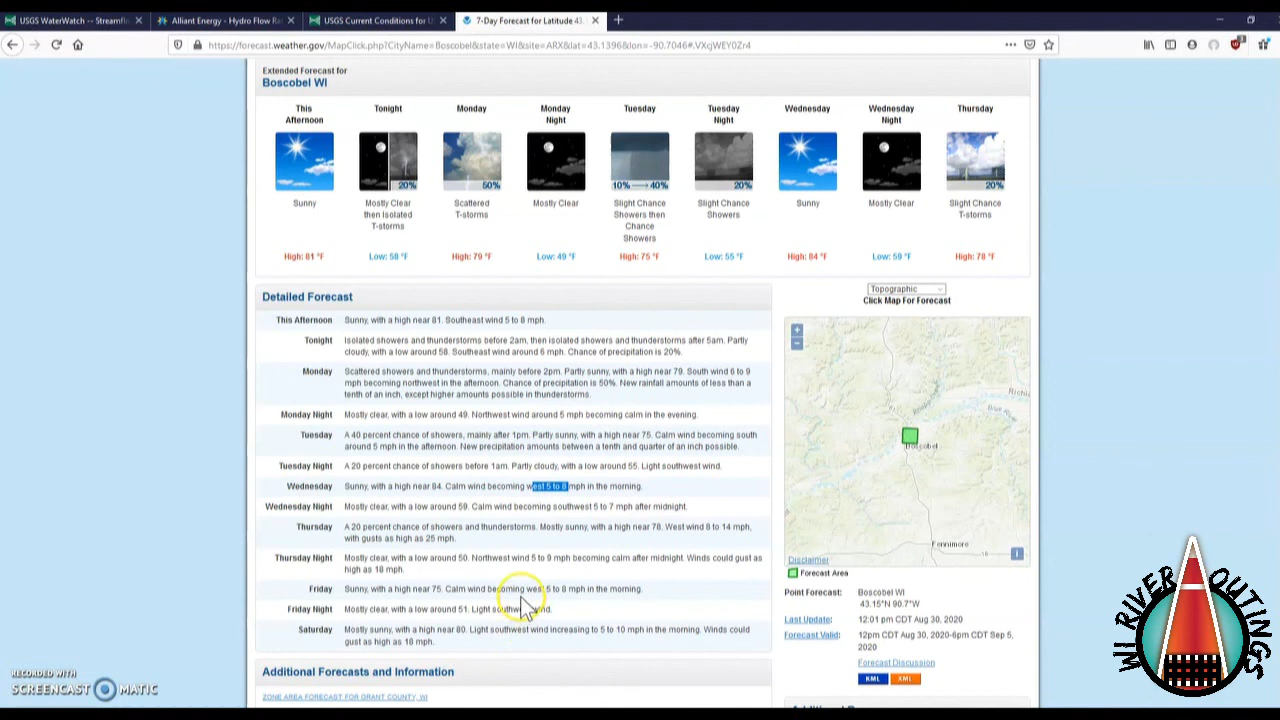 USGS WaterWatch -- Streamfl
Alliant Energy - Hydro Flow Ra
USGS Current Conditions for U
7-Day Forecast for Latitude 43.
https://forecast.weather.gov/MapClick.php?CityName=Boscobel&state=WI&site=ARX&lat=43.1396&lon=-90.7046#.VXgWEY0Zr4
Extended Forecast for
Boscobel WI
This Afternoon
Tonight
Monday
Monday Night
Tuesday
Tuesday Night
Wednesday
Wednesday Night
Thursday
20%
50%
10% → 40%
20%
20%
Sunny
Mostly Clear then Isolated T-storms
Scattered T-storms
Mostly Clear
Slight Chance Showers then Chance Showers
Slight Chance Showers
Sunny
Mostly Clear
Slight Chance T-storms
High: 81 °F
Low: 58 °F
High: 79 °F
Low: 49 °F
High: 75 °F
Low: 55 °F
High: 84 °F
Low: 59 °F
High: 78 °F
Detailed Forecast
This Afternoon Sunny, with a high near 81. Southeast wind 5 to 8 mph.
Tonight Isolated showers and thunderstorms before 2am, then isolated showers and thunderstorms after 5am. Partly
cloudy, with a low around 58. Southeast wind around 6 mph. Chance of precipitation is 20%.
Monday Scattered showers and thunderstorms, mainly before 2pm. Partly sunny, with a high near 79. South wind 6 to 9
mph becoming northwest in the afternoon. Chance of precipitation is 50%. New rainfall amounts of less than a
tenth of an inch, except higher amounts possible in thunderstorms.
Monday Night Mostly clear, with a low around 49. Northwest wind around 5 mph becoming calm in the evening.
Tuesday A 40 percent chance of showers, mainly after 1pm. Partly sunny, with a high near 75. Calm wind becoming south
around 5 mph in the afternoon. New precipitation amounts between a tenth and quarter of an inch possible.
Tuesday Night A 20 percent chance of showers before 1am. Partly cloudy, with a low around 55. Light southwest wind.
Wednesday Sunny, with a high near 84. Calm wind becoming west 5 to 8 mph in the morning.
Wednesday Night Mostly clear, with a low around 59. Calm wind becoming southwest 5 to 7 mph after midnight.
Thursday A 20 percent chance of showers and thunderstorms. Mostly sunny, with a high near 78. West wind 8 to 14 mph,
with gusts as high as 25 mph.
Thursday Night Mostly clear, with a low around 50. Northwest wind 5 to 9 mph becoming calm after midnight. Winds could gust as
high as 18 mph.
Friday Sunny, with a high near 75. Calm wind becoming west 5 to 8 mph in the morning.
Friday Night Mostly clear, with a low around 51. Light southwest wind.
Saturday Mostly sunny, with a high near 80. Light southwest wind increasing to 5 to 10 mph in the morning. Winds could
gust as high as 18 mph.
Additional Forecasts and Information
ZONE AREA FORECAST FOR GRANT COUNTY, WI
Topographic
Click Map For Forecast
+
−
Boscobel
Fennimore
18
i
Disclaimer
Forecast Area
Point Forecast: Boscobel WI
43.15°N 90.7°W
Last Update: 12:01 pm CDT Aug 30, 2020
Forecast Valid: 12pm CDT Aug 30, 2020-6pm CDT Sep 5,
2020
Forecast Discussion
KML XML
RECORDED WITH
SCREENCAST MATIC
WI RIVER OUTINGS